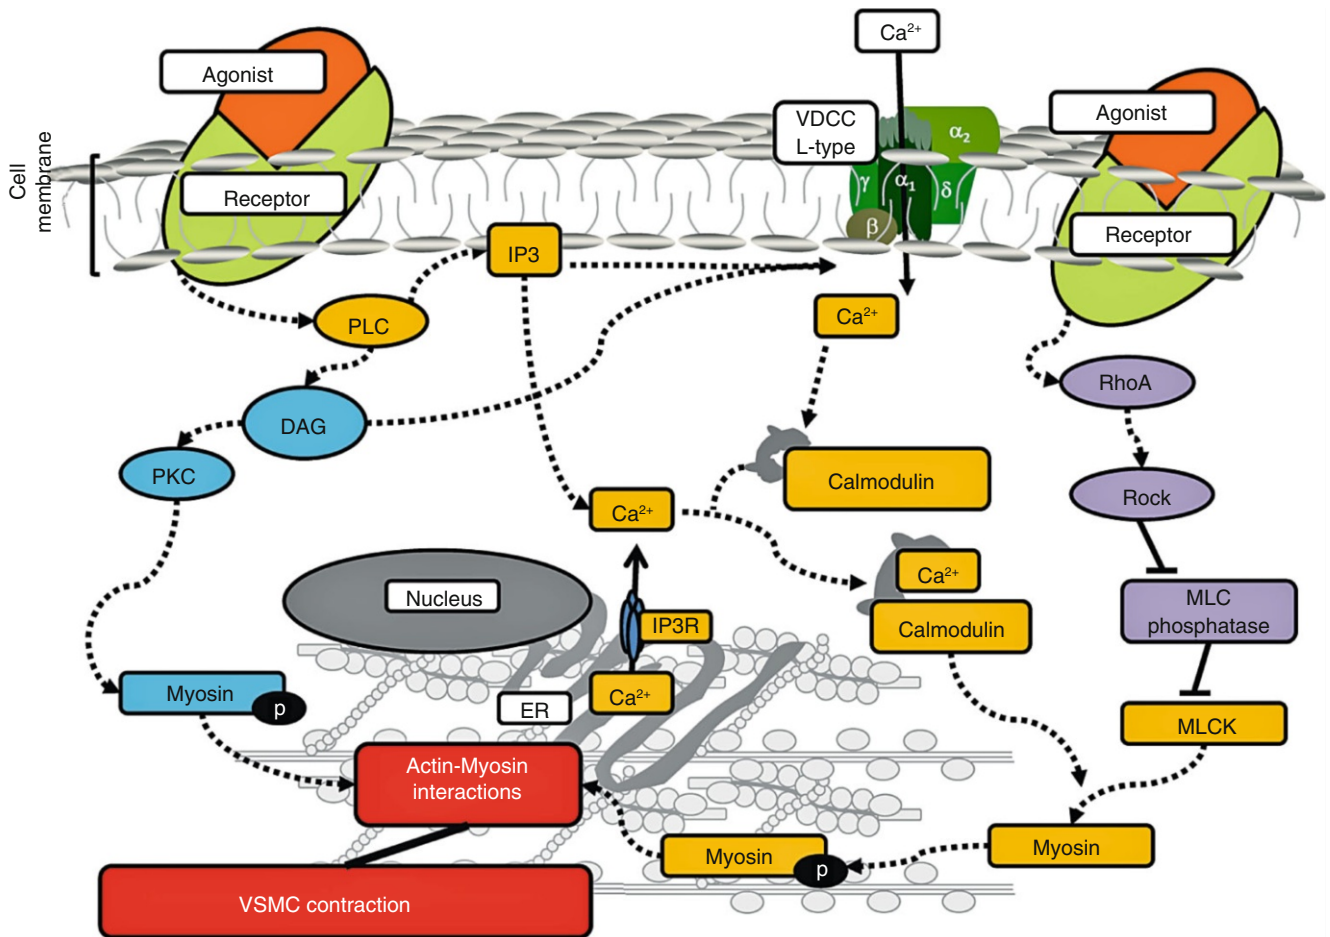 Ca²⁺
Agonist
VDCC
L-type
α₂
Agonist
Cell
membrane
Receptor
γ
α₁
δ
β
Receptor
IP3
PLC
Ca²⁺
RhoA
DAG
PKC
Calmodulin
Rock
Ca²⁺
Ca²⁺
Nucleus
IP3R
Calmodulin
MLC
phosphatase
Myosin
p
ER
Ca²⁺
MLCK
Actin-Myosin
interactions
Myosin
p
Myosin
VSMC contraction